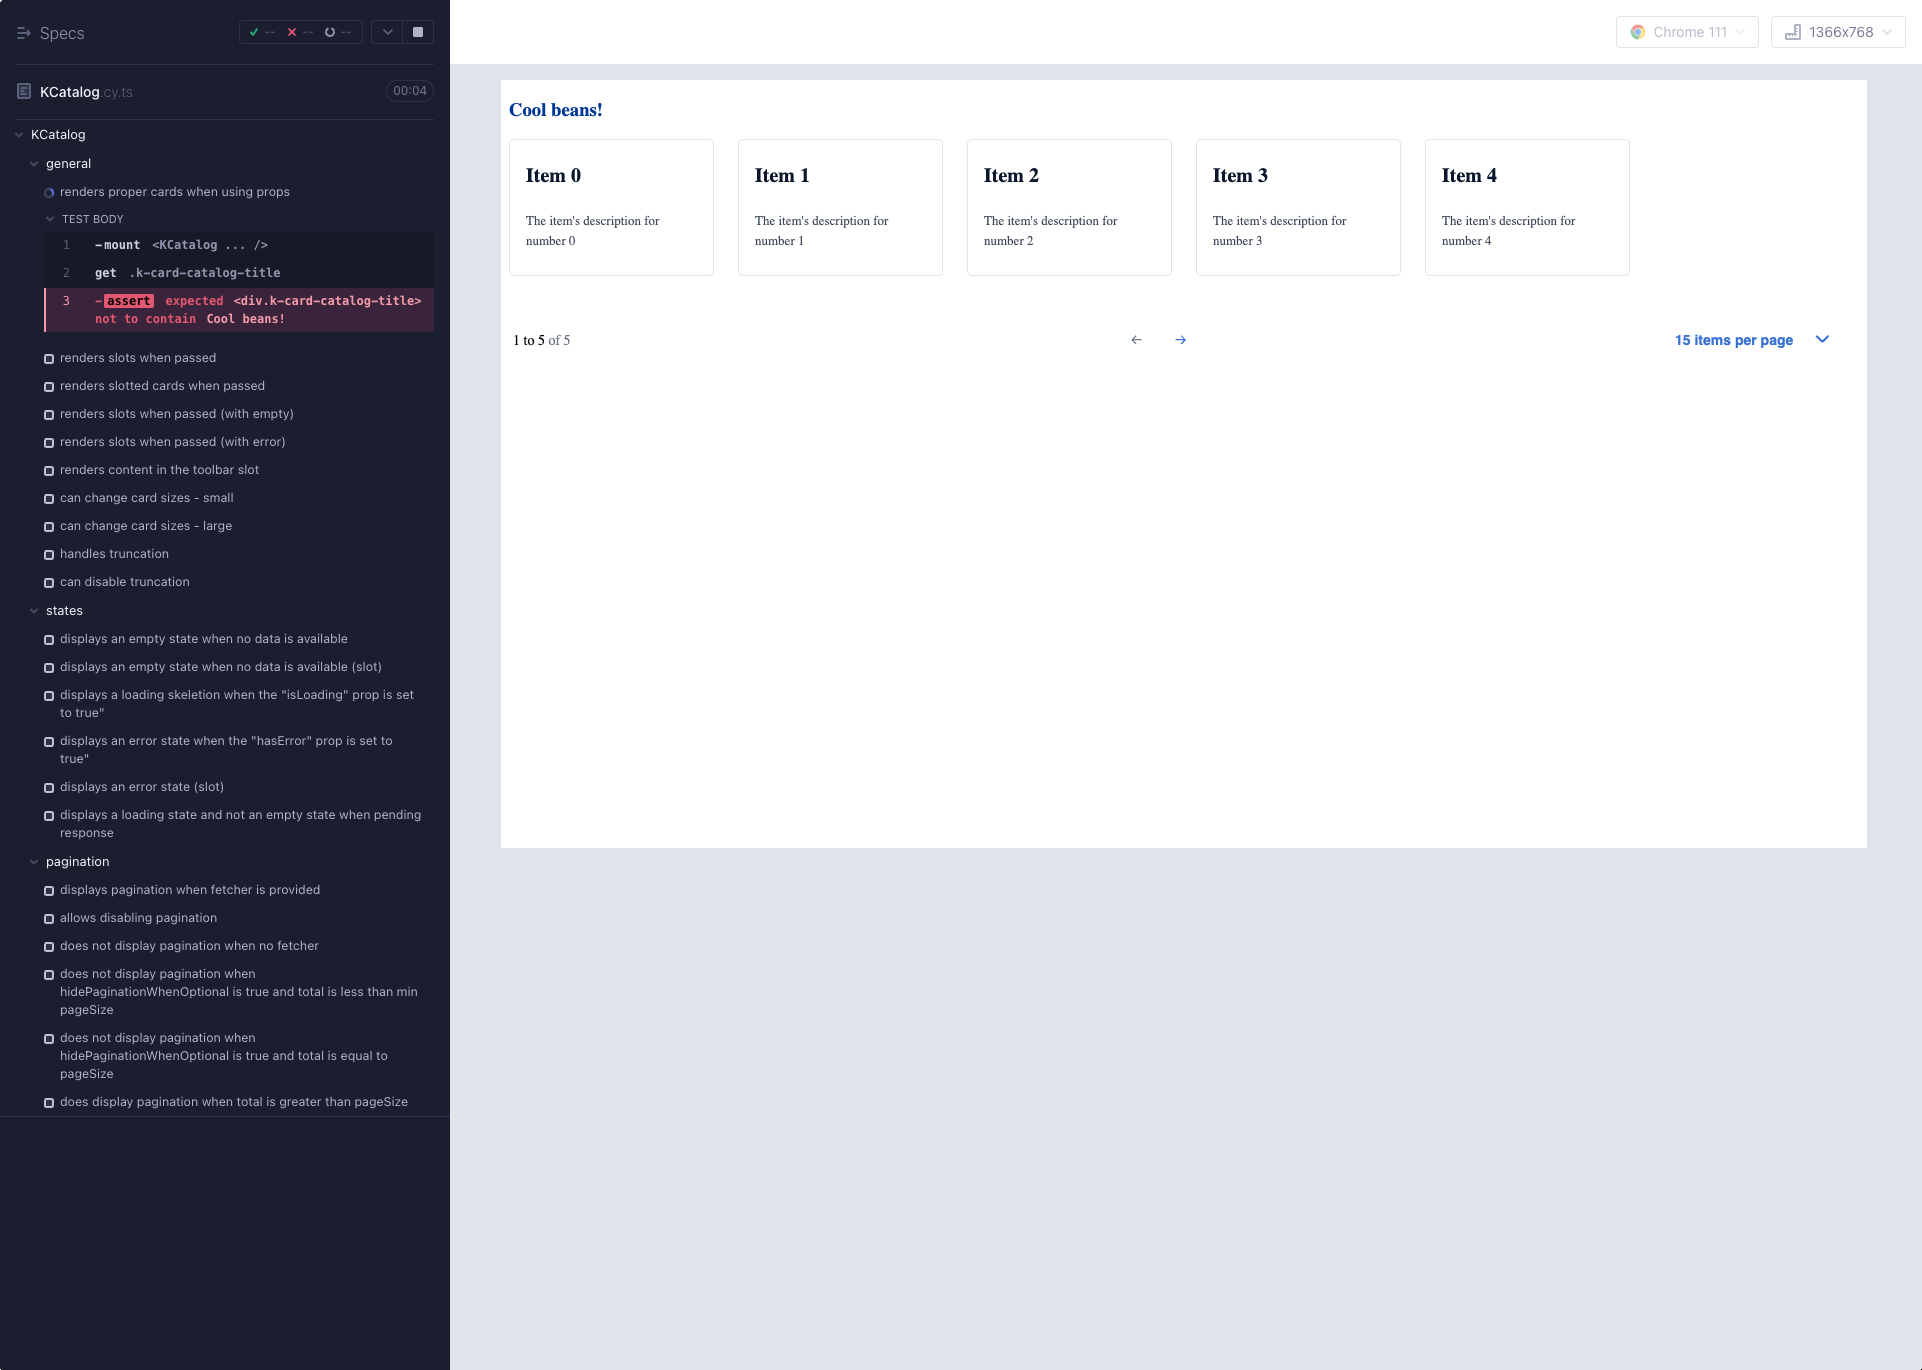 Specs
-- -- --
KCatalog.cy.ts
00:04
KCatalog
general
renders proper cards when using props
TEST BODY
1 -mount <KCatalog ... />
2 get .k-card-catalog-title
3 -assert expected <div.k-card-catalog-title>
not to contain Cool beans!
renders slots when passed
renders slotted cards when passed
renders slots when passed (with empty)
renders slots when passed (with error)
renders content in the toolbar slot
can change card sizes - small
can change card sizes - large
handles truncation
can disable truncation
states
displays an empty state when no data is available
displays an empty state when no data is available (slot)
displays a loading skeletion when the "isLoading" prop is set
to true"
displays an error state when the "hasError" prop is set to
true"
displays an error state (slot)
displays a loading state and not an empty state when pending
response
pagination
displays pagination when fetcher is provided
allows disabling pagination
does not display pagination when no fetcher
does not display pagination when
hidePaginationWhenOptional is true and total is less than min
pageSize
does not display pagination when
hidePaginationWhenOptional is true and total is equal to
pageSize
does display pagination when total is greater than pageSize
Chrome 111
1366x768
Cool beans!
Item 0
The item's description for
number 0
Item 1
The item's description for
number 1
Item 2
The item's description for
number 2
Item 3
The item's description for
number 3
Item 4
The item's description for
number 4
1 to 5 of 5
15 items per page